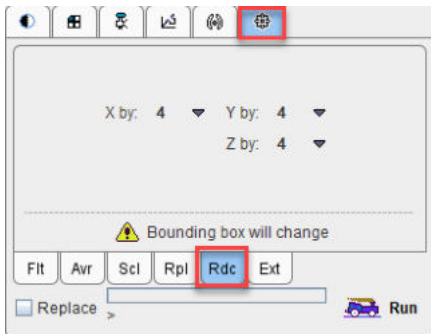 X by: 4 Y by: 4
Z by: 4
Bounding box will change
Flt Avr Scl Rpl Rdc Ext
Replace > Run